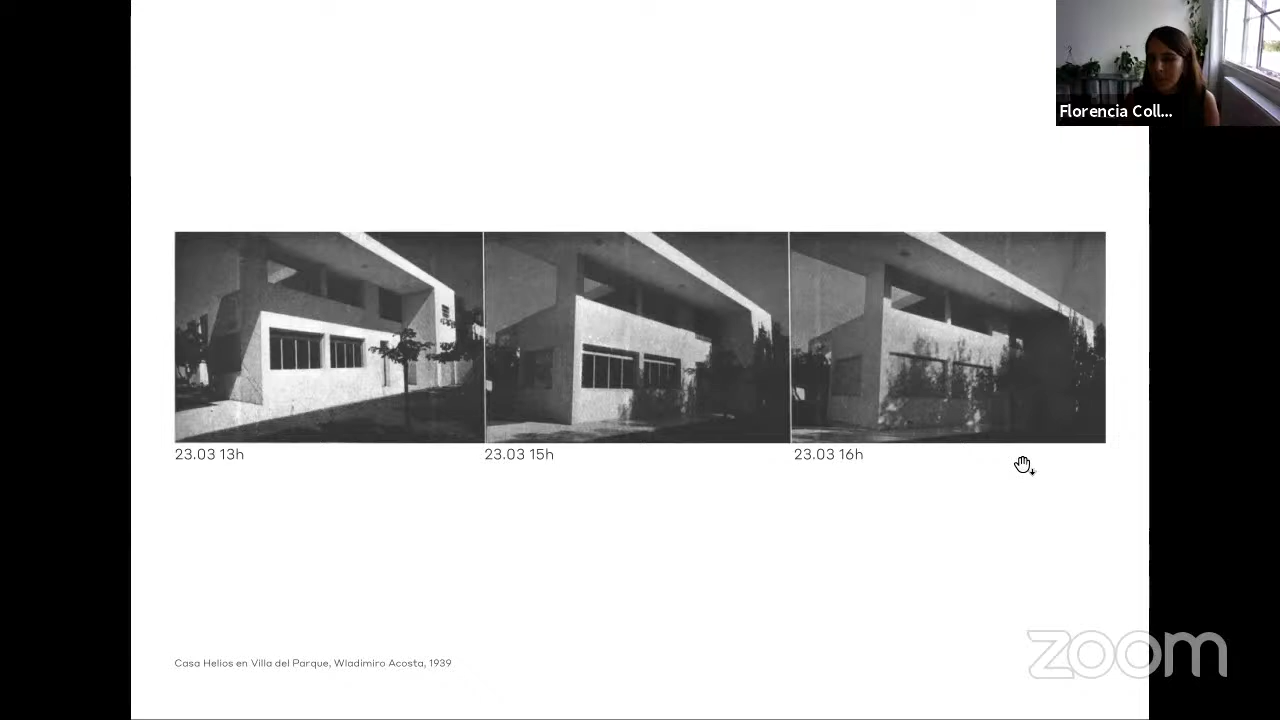 Florencia Coll...
23.03 13h
23.03 15h
23.03 16h
Casa Helios en Villa del Parque, Wladimiro Acosta, 1939
zoom